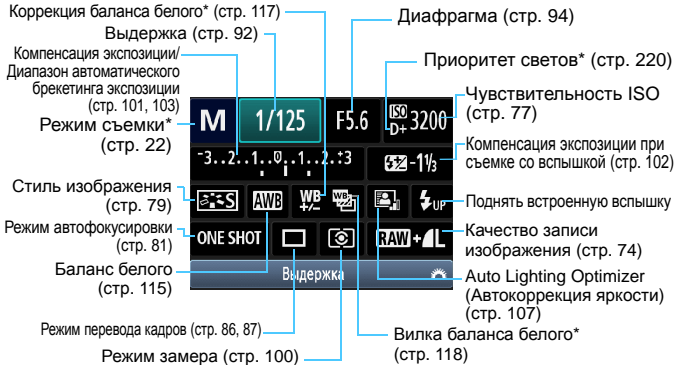 Коррекция баланса белого* (стр. 117)
Выдержка (стр. 92)
Компенсация экспозиции/
Диапазон автоматического
брекетинга экспозиции
(стр. 101, 103)
Режим съемки*
(стр. 22)
Стиль изображения
(стр. 79)
Режим автофокусировки
(стр. 81)
Баланс белого
(стр. 115)
Режим перевода кадров (стр. 86, 87)
Режим замера (стр. 100)
Диафрагма (стр. 94)
Приоритет светов* (стр. 220)
Чувствительность ISO
(стр. 77)
Компенсация экспозиции при
съемке со вспышкой (стр. 102)
Поднять встроенную вспышку
Качество записи
изображения (стр. 74)
Auto Lighting Optimizer
(Автокоррекция яркости)
(стр. 107)
Вилка баланса белого*
(стр. 118)
M 1/125 F5.6 ISO D+ 3200
-3..2..1..0..1..2.+3 -1⅓
S AWB WB +/- WB UP
ONE SHOT RAW+L
Выдержка